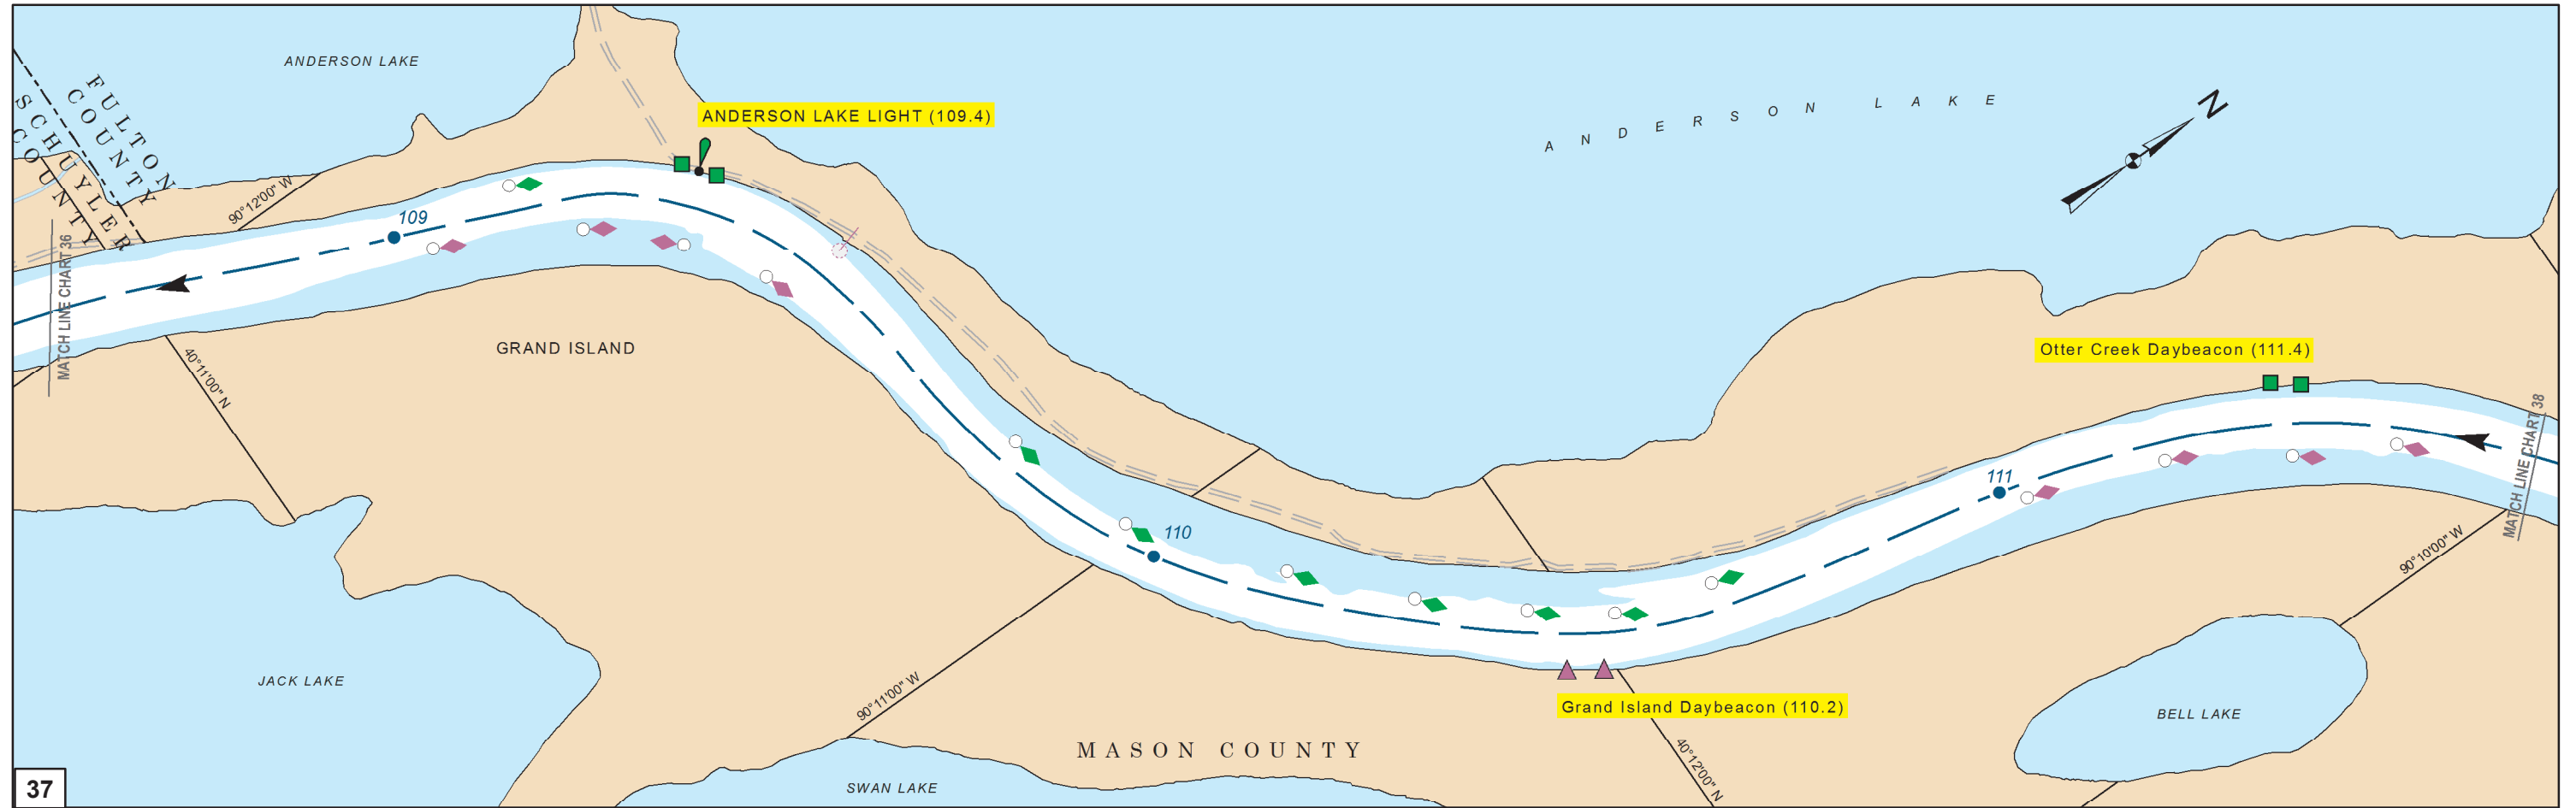 ANDERSON LAKE
FULTON
COUNTY
SCHUYLER
COUNTY
90°12'00" W
ANDERSON LAKE LIGHT (109.4)
ANDERSON LAKE
N
109
MATCH LINE CHART 36
40°11'00" N
GRAND ISLAND
Otter Creek Daybeacon (111.4)
MATCH LINE CHART 38
111
110
90°10'00" W
JACK LAKE
90°11'00" W
Grand Island Daybeacon (110.2)
BELL LAKE
MASON COUNTY
40°12'00" N
SWAN LAKE
37